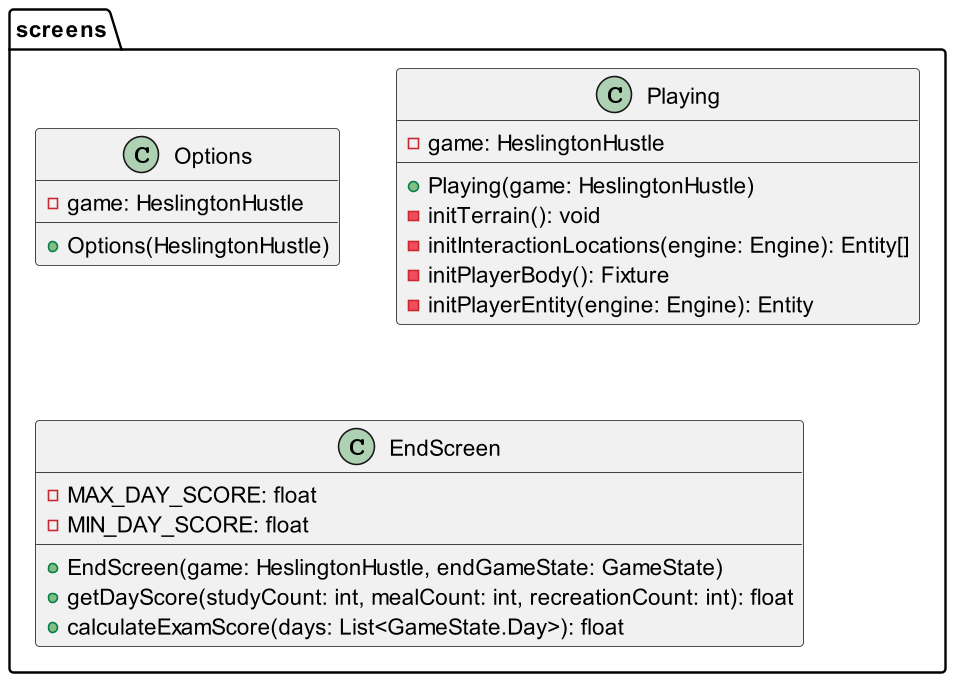 screens
C Options
game: HeslingtonHustle
Options(HeslingtonHustle)
C Playing
game: HeslingtonHustle
Playing(game: HeslingtonHustle)
initTerrain(): void
initInteractionLocations(engine: Engine): Entity[]
initPlayerBody(): Fixture
initPlayerEntity(engine: Engine): Entity
C EndScreen
MAX_DAY_SCORE: float
MIN_DAY_SCORE: float
EndScreen(game: HeslingtonHustle, endGameState: GameState)
getDayScore(studyCount: int, mealCount: int, recreationCount: int): float
calculateExamScore(days: List<GameState.Day>): float